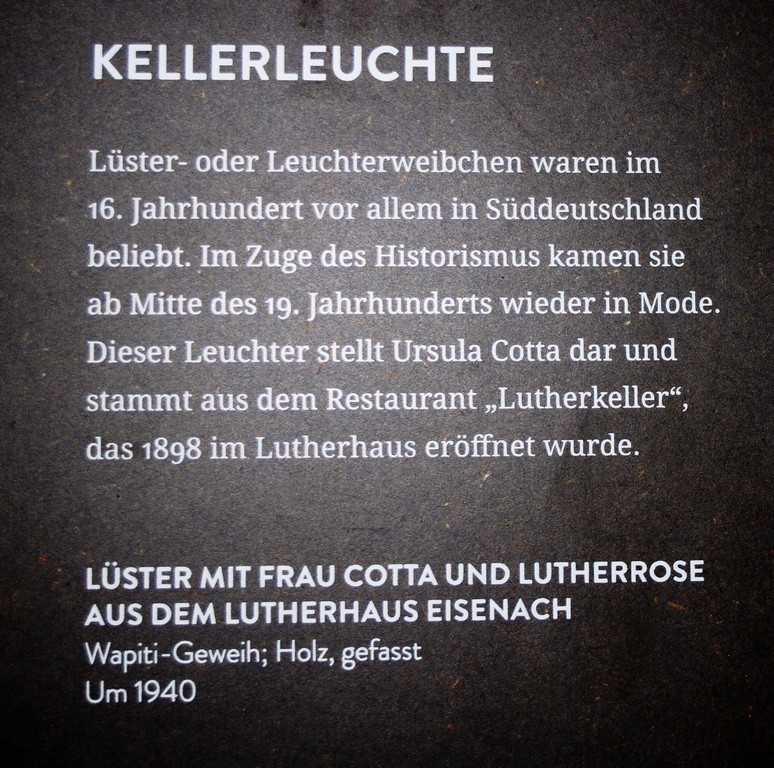 KELLERLEUCHTE
Lüster- oder Leuchterweibchen waren im
16. Jahrhundert vor allem in Süddeutschland
beliebt. Im Zuge des Historismus kamen sie
ab Mitte des 19. Jahrhunderts wieder in Mode.
Dieser Leuchter stellt Ursula Cotta dar und
stammt aus dem Restaurant „Lutherkeller“,
das 1898 im Lutherhaus eröffnet wurde.
LÜSTER MIT FRAU COTTA UND LUTHERROSE
AUS DEM LUTHERHAUS EISENACH
Wapiti-Geweih; Holz, gefasst
Um 1940